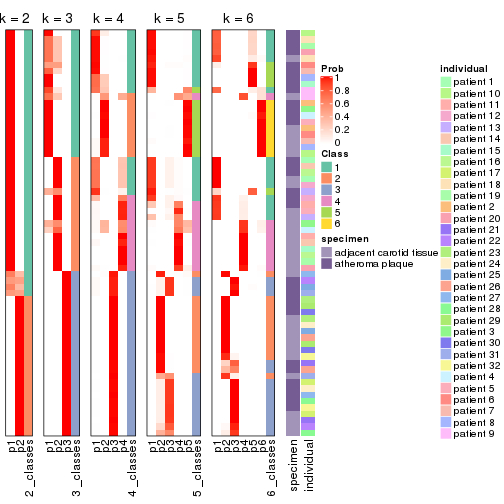 k = 2
k = 3
k = 4
k = 5
k = 6
p1
p2
2_classes
p1
p2
p3
3_classes
p1
p2
p3
p4
4_classes
p1
p2
p3
p4
p5
5_classes
p1
p2
p3
p4
p5
p6
6_classes
specimen
individual
Prob
1
0.8
0.6
0.4
0.2
0
Class
1
2
3
4
5
6
specimen
adjacent carotid tissue
atheroma plaque
individual
patient 1
patient 10
patient 11
patient 12
patient 13
patient 14
patient 15
patient 16
patient 17
patient 18
patient 19
patient 2
patient 20
patient 21
patient 22
patient 23
patient 24
patient 25
patient 26
patient 27
patient 28
patient 29
patient 3
patient 30
patient 31
patient 32
patient 4
patient 5
patient 6
patient 7
patient 8
patient 9